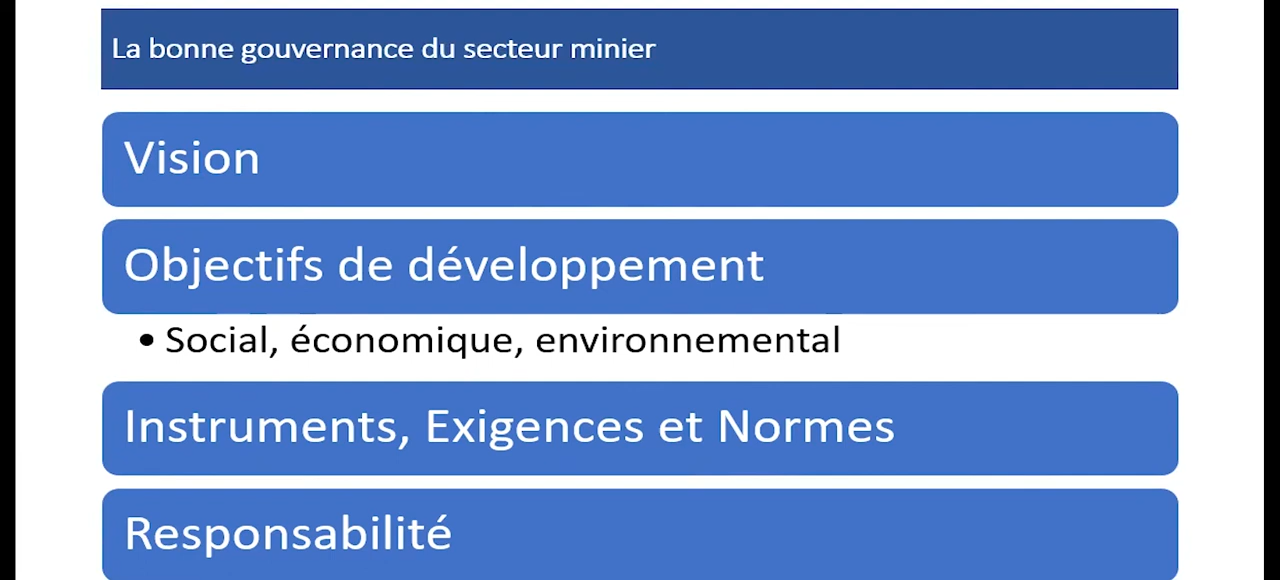 La bonne gouvernance du secteur minier
Vision
Objectifs de développement
• Social, économique, environnemental
Instruments, Exigences et Normes
Responsabilité